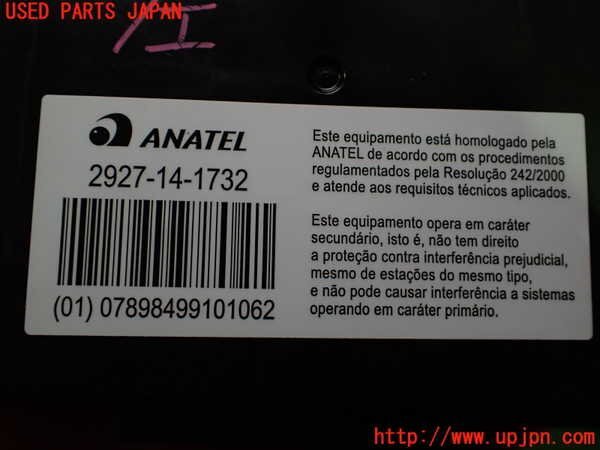 USED PARTS JAPAN
ANATEL
2927-14-1732
(01) 07898499101062
Este equipamento está homologado pela
ANATEL de acordo com os procedimentos
regulamentados pela Resolução 242/2000
e atende aos requisitos técnicos aplicados.
Este equipamento opera em caráter
secundário, isto é, não tem direito
a proteção contra interferência prejudicial,
mesmo de estações do mesmo tipo,
e não pode causar interferência a sistemas
operando em caráter primário.
http://www.upjpn.com/